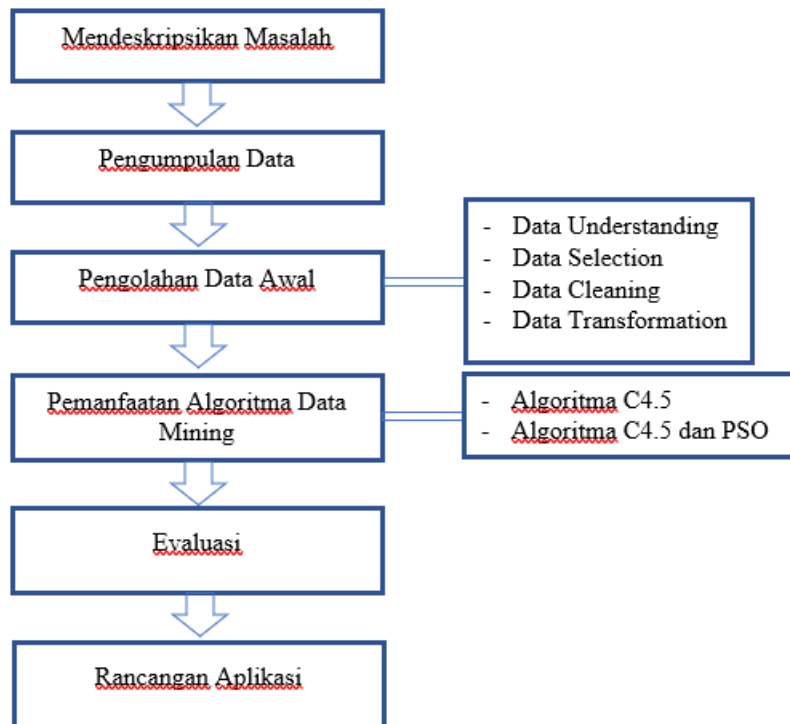 Mendeskripsikan Masalah
Pengumpulan Data
Pengolahan Data Awal
- Data Understanding
- Data Selection
- Data Cleaning
- Data Transformation
Pemanfaatan Algoritma Data
Mining
- Algoritma C4.5
- Algoritma C4.5 dan PSO
Evaluasi
Rancangan Aplikasi